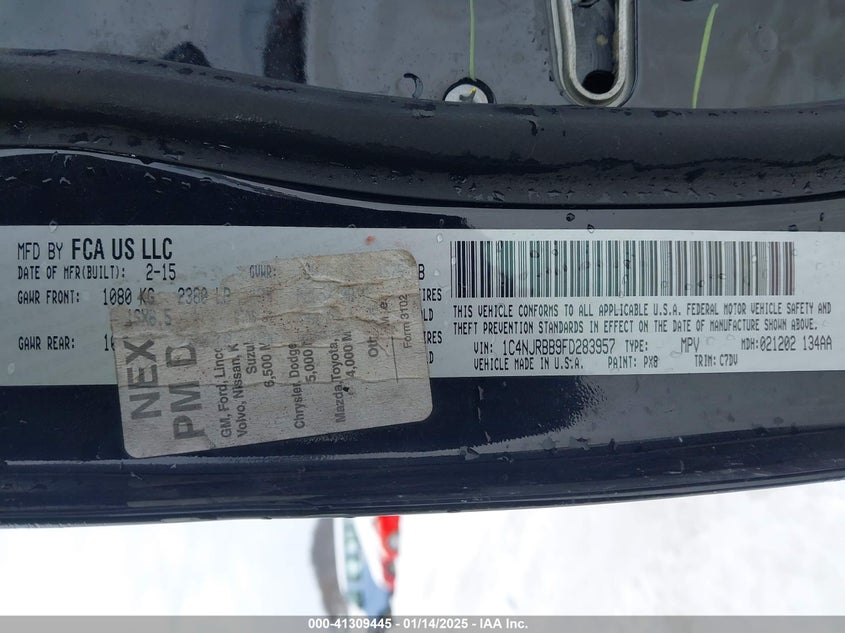 MFD BY FCA US LLC
DATE OF MFR(BUILT): 2-15 GVWR:
GAWR FRONT: 1080 KG 2380 LB
GAWR REAR:
THIS VEHICLE CONFORMS TO ALL APPLICABLE U.S.A. FEDERAL MOTOR VEHICLE SAFETY AND
THEFT PREVENTION STANDARDS IN EFFECT ON THE DATE OF MANUFACTURE SHOWN ABOVE.
VIN: 1C4NJRBB9FD283957 TYPE: MPV MDH: 021202 134AA
VEHICLE MADE IN U.S.A. PAINT: PX8 TRIM: C7DV
NEX
PM D
GM, Ford, Linc
Volvo, Nissan, K
Suzu
6,500 M
Chrysler, Dodge
5,000
Mazda, Toyota,
4,000 M
Form 3102
00-41309445 — 01/14/2025 — IAA Inc.